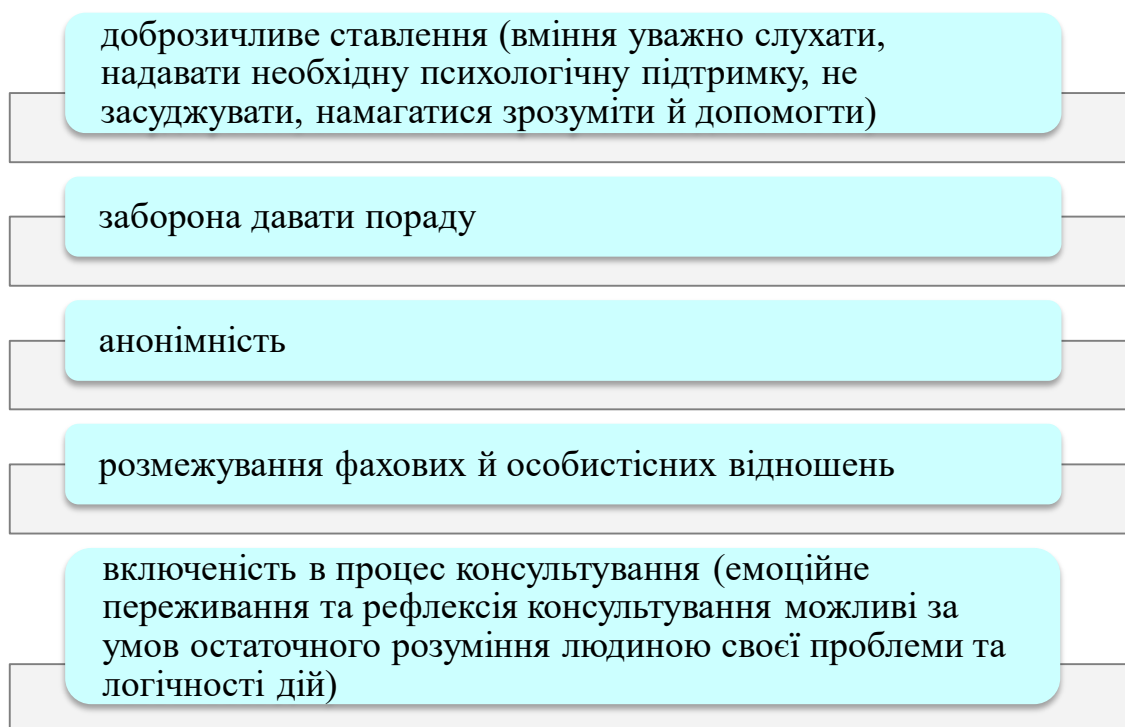 доброзичливе ставлення (вміння уважно слухати,
надавати необхідну психологічну підтримку, не
засуджувати, намагатися зрозуміти й допомогти)
заборона давати пораду
анонімність
розмежування фахових й особистісних відношень
включеність в процес консультування (емоційне
переживання та рефлексія консультування можливі за
умов остаточного розуміння людиною своєї проблеми та
логічності дій)